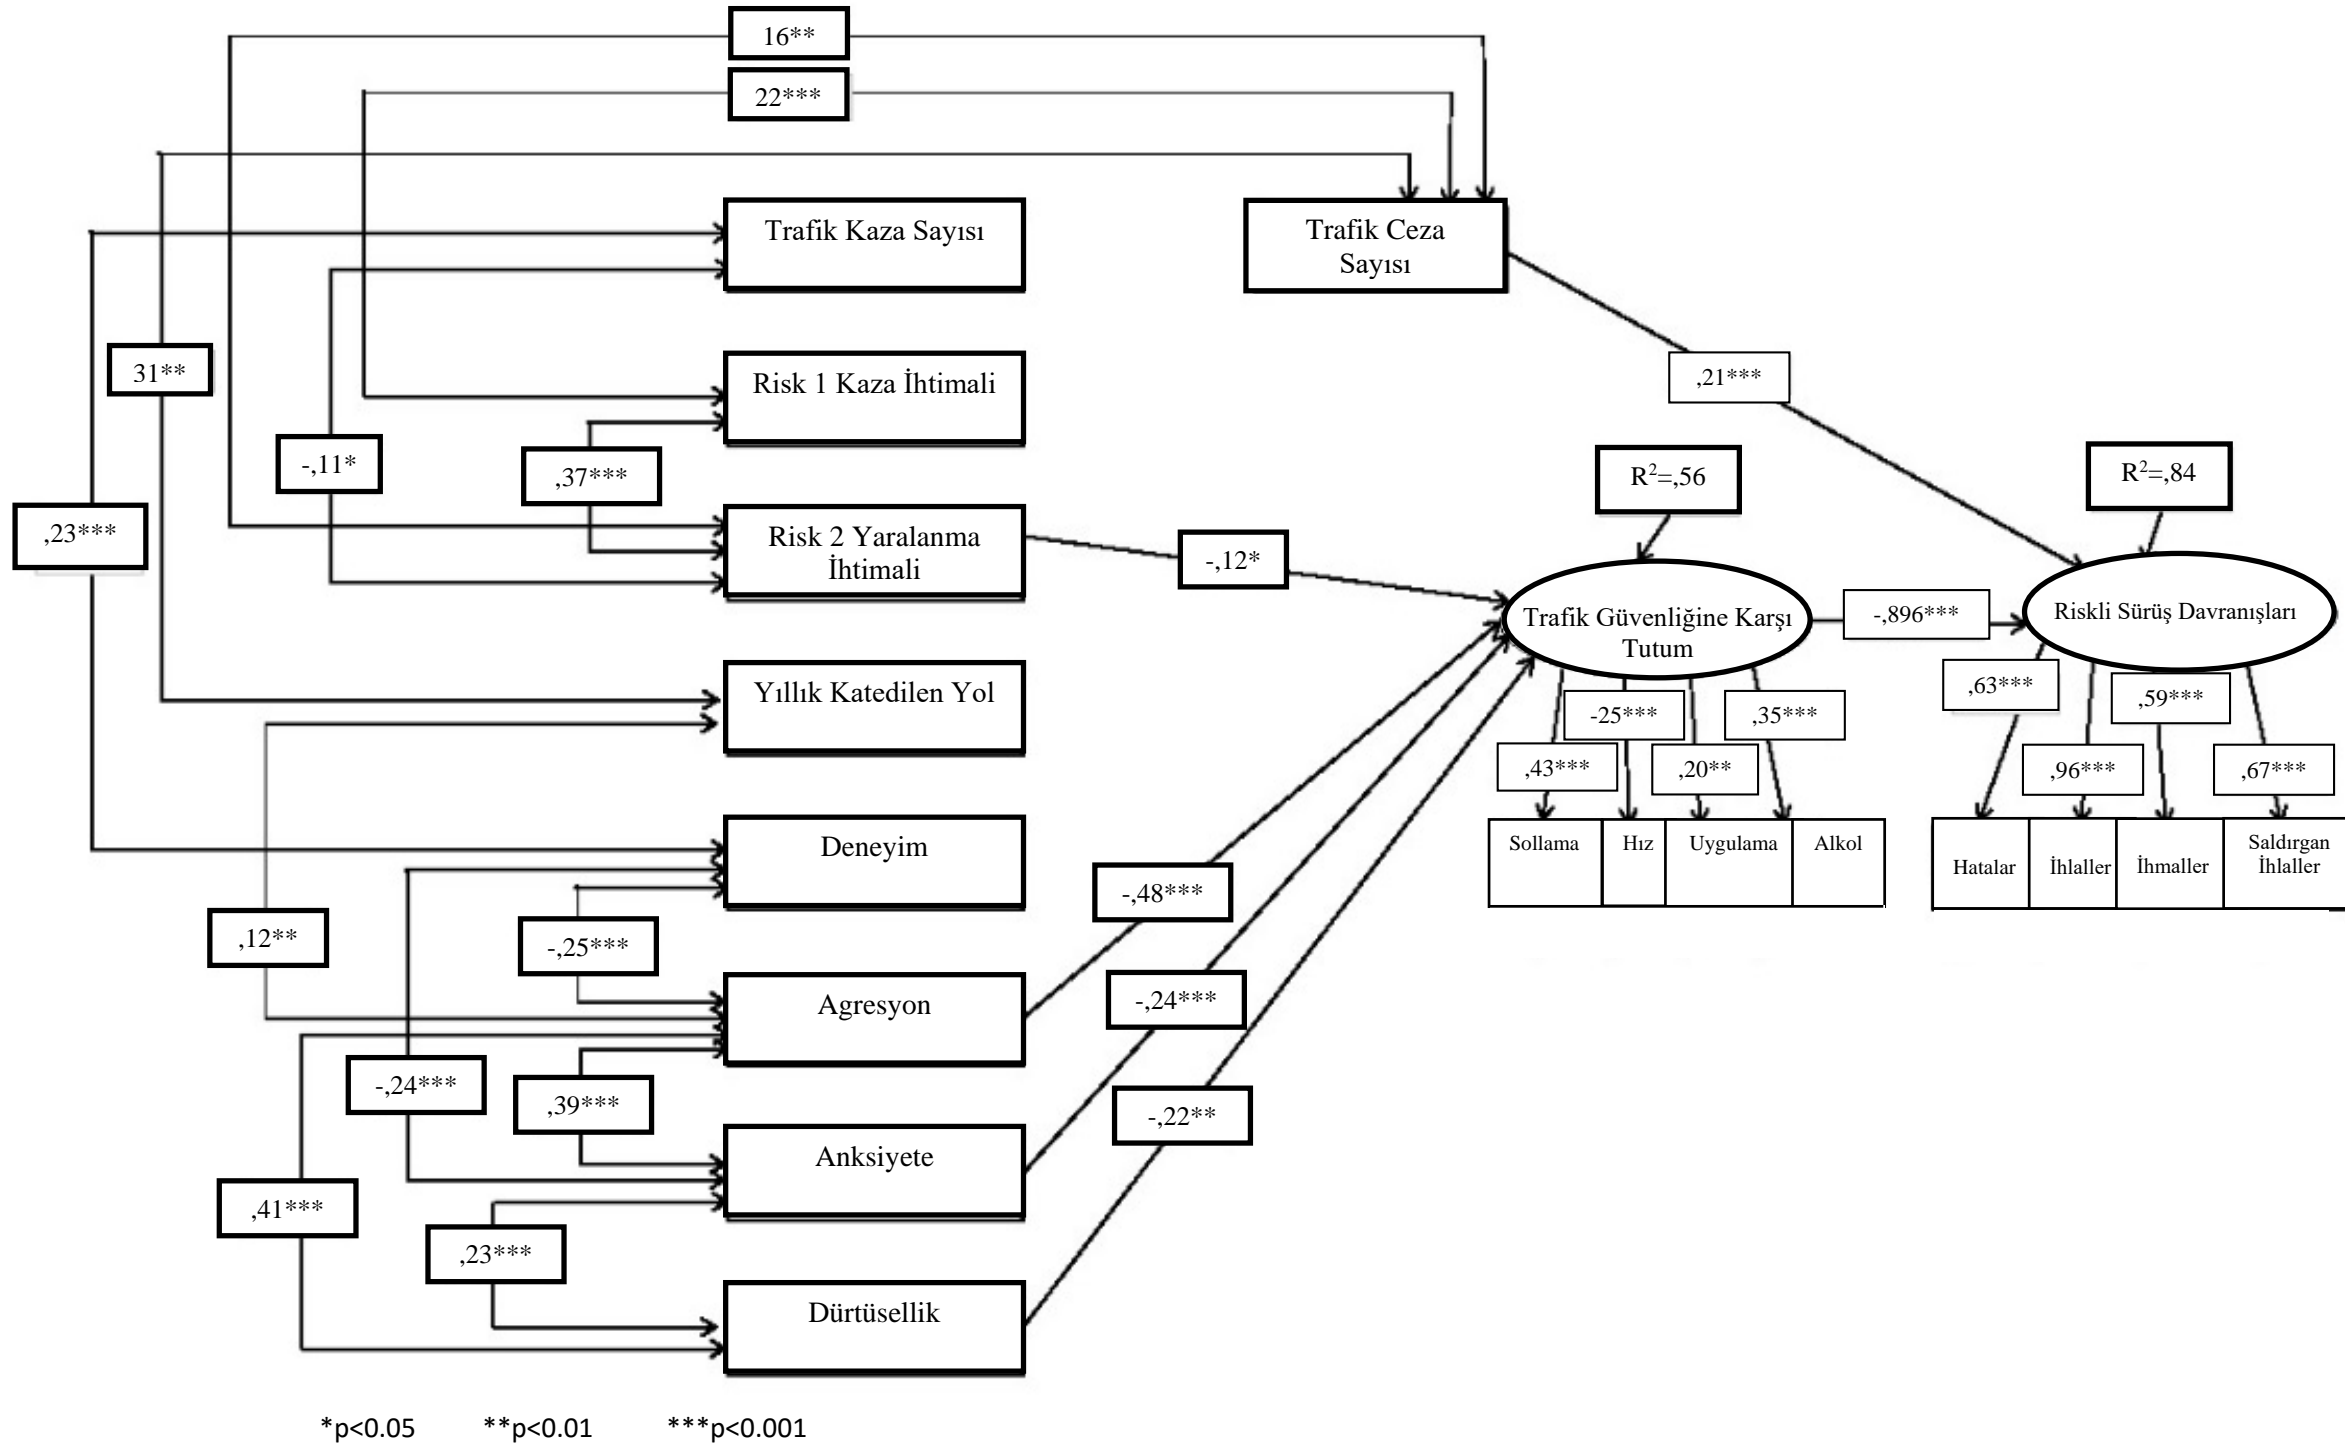 16**
22***
Trafik Kaza Sayısı
Trafik Ceza
Sayısı
31**
Risk 1 Kaza İhtimali
,21***
-,11*
,37***
R²=,56
R²=,84
,23***
Risk 2 Yaralanma
İhtimali
-,12*
Trafik Güvenliğine Karşı
Tutum
-,896***
Riskli Sürüş Davranışları
Yıllık Katedilen Yol
,63***
,59***
-25***
,35***
,43***
,20**
,96***
,67***
Deneyim
Sollama
Hız
Uygulama
Alkol
Hatalar
İhlaller
İhmaller
Saldırgan
İhlaller
-,48***
,12**
-,25***
Agresyon
-,24***
-,24***
,39***
-,22**
Anksiyete
,41***
,23***
Dürtüsellik
*p<0.05 **p<0.01 ***p<0.001